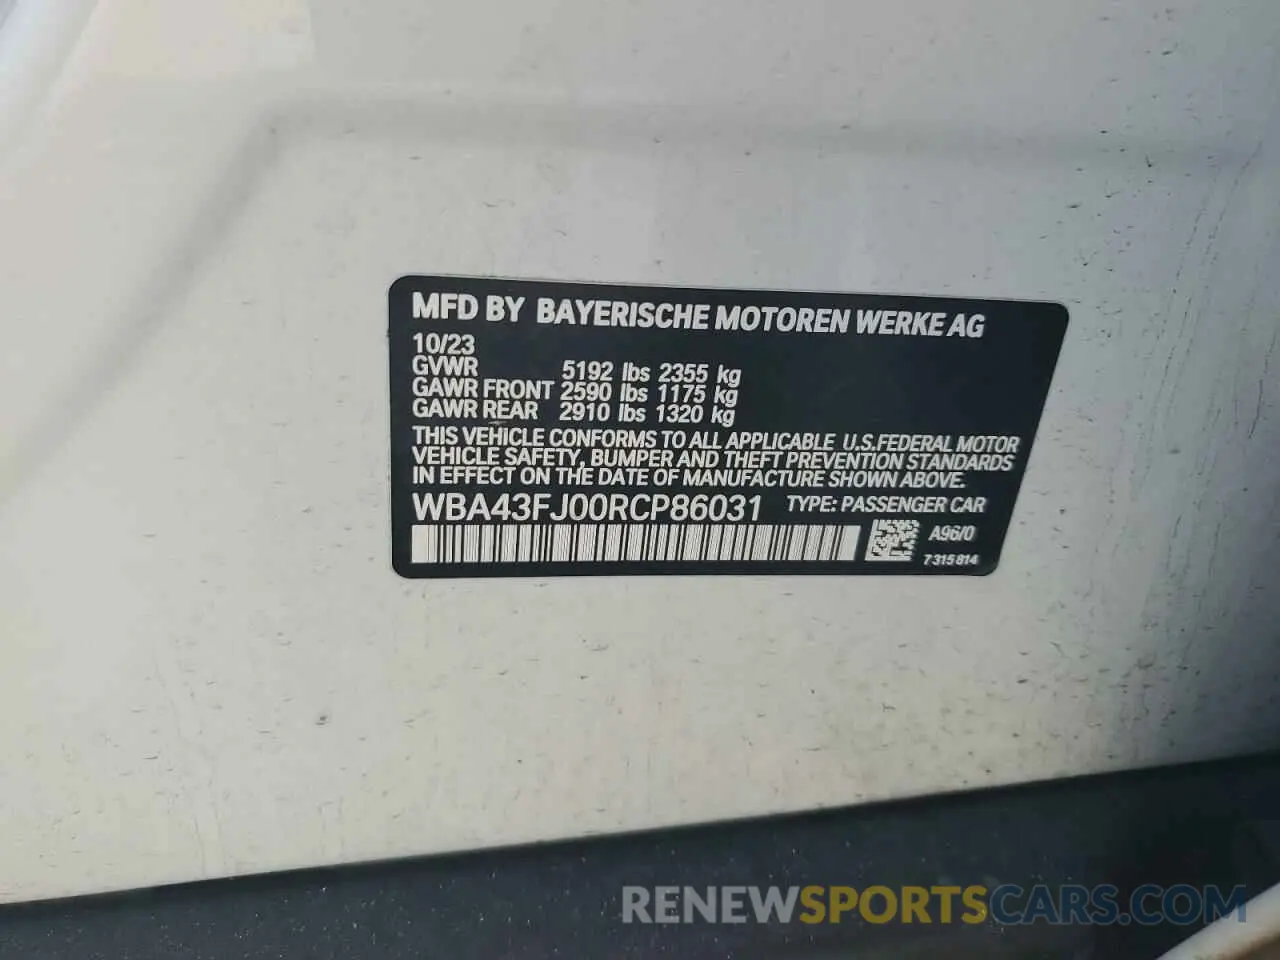 MFD BY BAYERISCHE MOTOREN WERKE AG
10/23
GVWR 5192 lbs 2355 kg
GAWR FRONT 2590 lbs 1175 kg
GAWR REAR 2910 lbs 1320 kg
THIS VEHICLE CONFORMS TO ALL APPLICABLE U.S.FEDERAL MOTOR
VEHICLE SAFETY, BUMPER AND THEFT PREVENTION STANDARDS
IN EFFECT ON THE DATE OF MANUFACTURE SHOWN ABOVE.
WBA43FJ00RCP86031 TYPE: PASSENGER CAR
A96/0
7 315 814
RENEWSPORTSCARS.COM